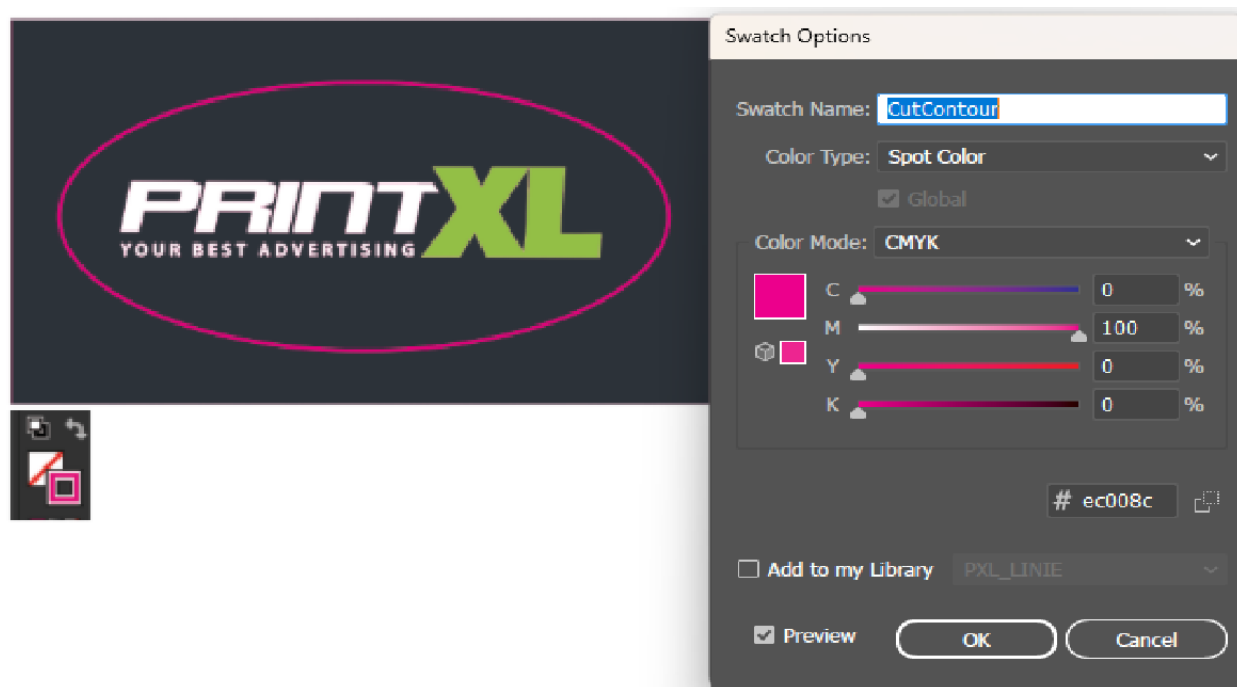 PRINTXL
YOUR BEST ADVERTISING
Swatch Options
Swatch Name: CutContour
Color Type: Spot Color
Global
Color Mode: CMYK
C 0 %
M 100 %
Y 0 %
K 0 %
# ec008c
Add to my Library PXL_LINIE
Preview OK Cancel